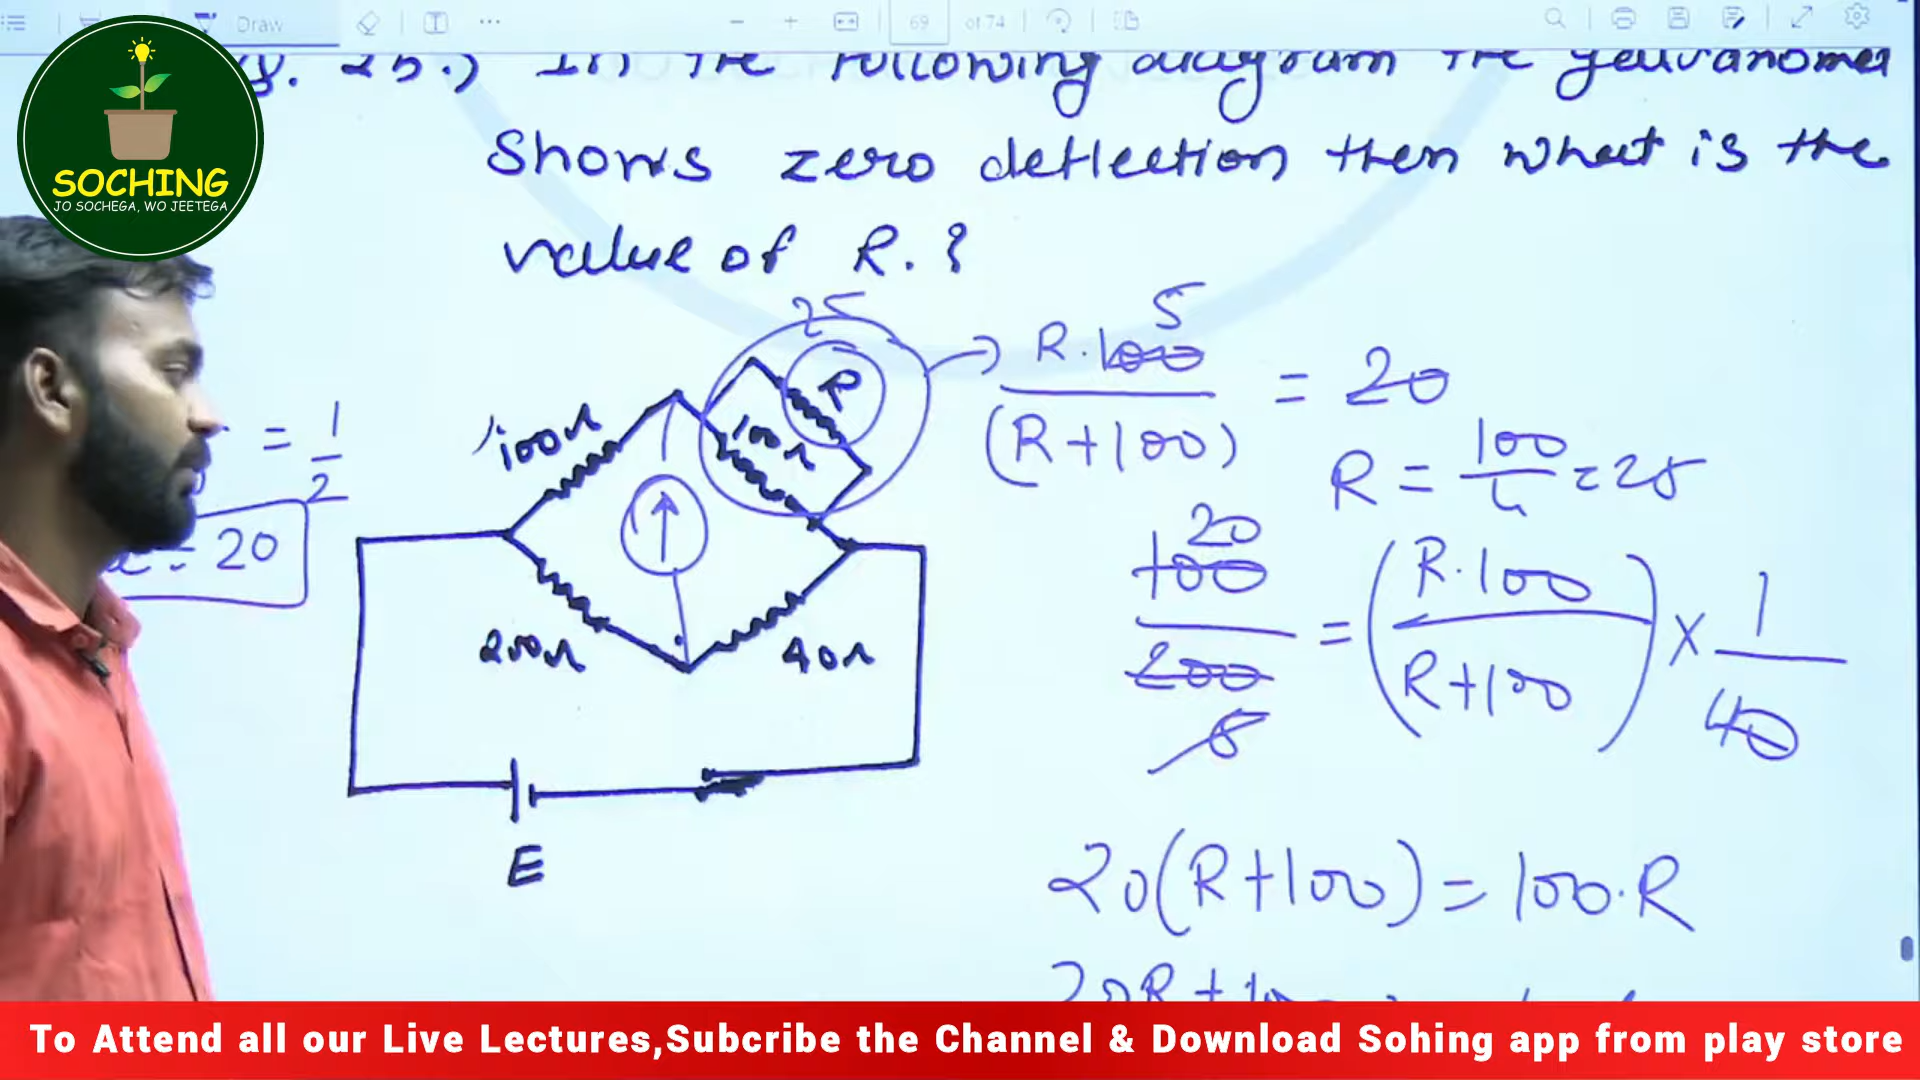 Draw
69 of 74
SOCHING
JO SOCHEGA, WO JEETEGA
25.) In the following diagram the galvanometer
Shows zero deflection then what is the
value of R.?
25
R.100 5
(R+100)
= 20
R = 100/4 = 25
100Ω
100Ω
R
200Ω
40Ω
E
= 1/2
= 20
20
100
200
= (R.100
R+100) × 1
40
20(R+100) = 100.R
To Attend all our Live Lectures,Subcribe the Channel & Download Sohing app from play store